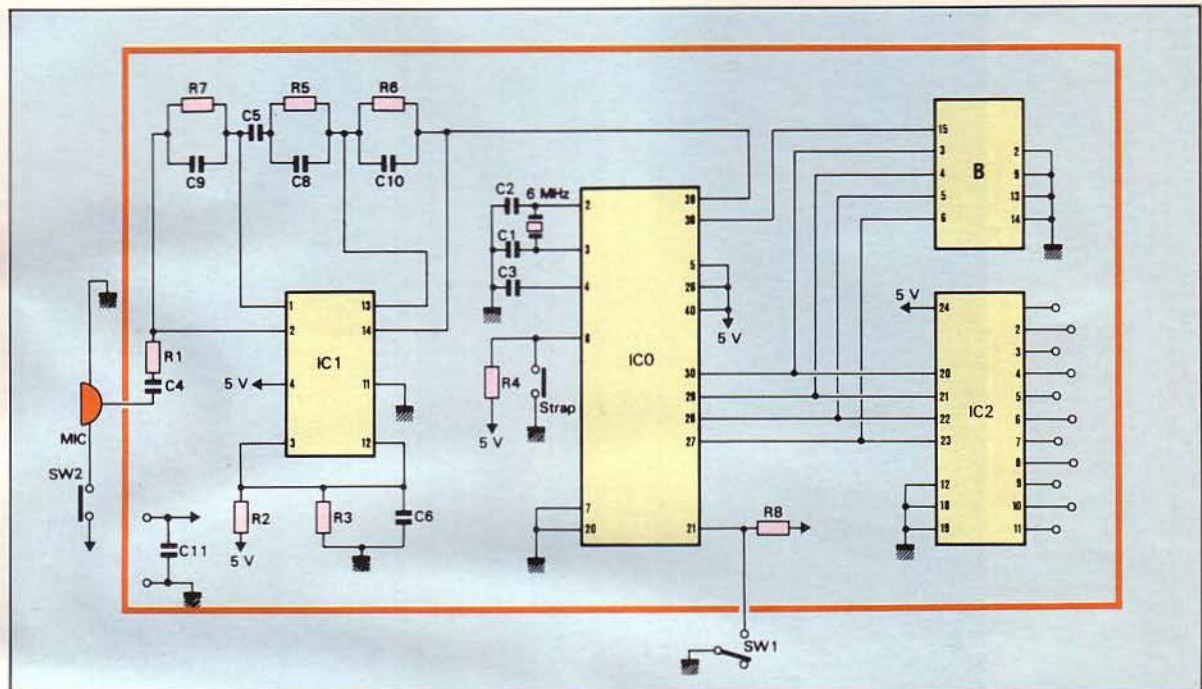 R7
R5
R6
C5
C9
C8
C10
C2
6 MHz
2
C1
3
C3
4
6
R4
5 V
Strap
7
20
IC0
39
38
5
26
40
5 V
30
29
28
27
21
R8
SW1
15
3
4
5
6
B
2
9
13
14
5 V
24
20
21
22
23
12
18
19
IC2
1
2
3
4
5
6
7
8
9
10
11
1
2
13
14
5 V
4
IC1
11
3
12
R1
C4
MIC
SW2
C11
R2
5 V
R3
C6